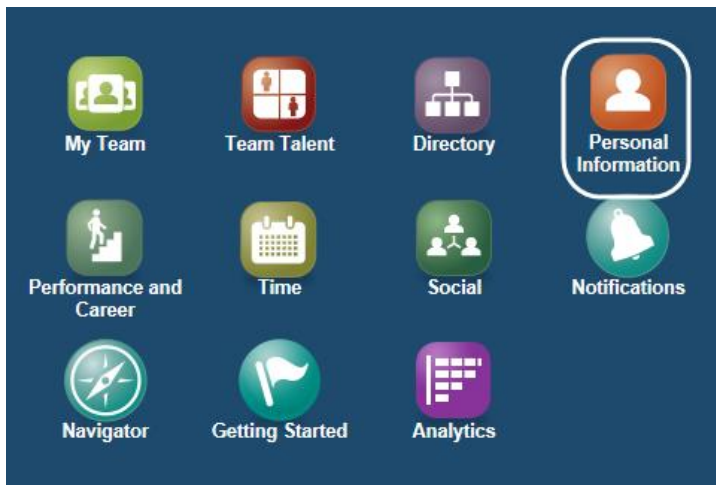 My Team
Team Talent
Directory
Personal
Information
Performance and
Career
Time
Social
Notifications
Navigator
Getting Started
Analytics